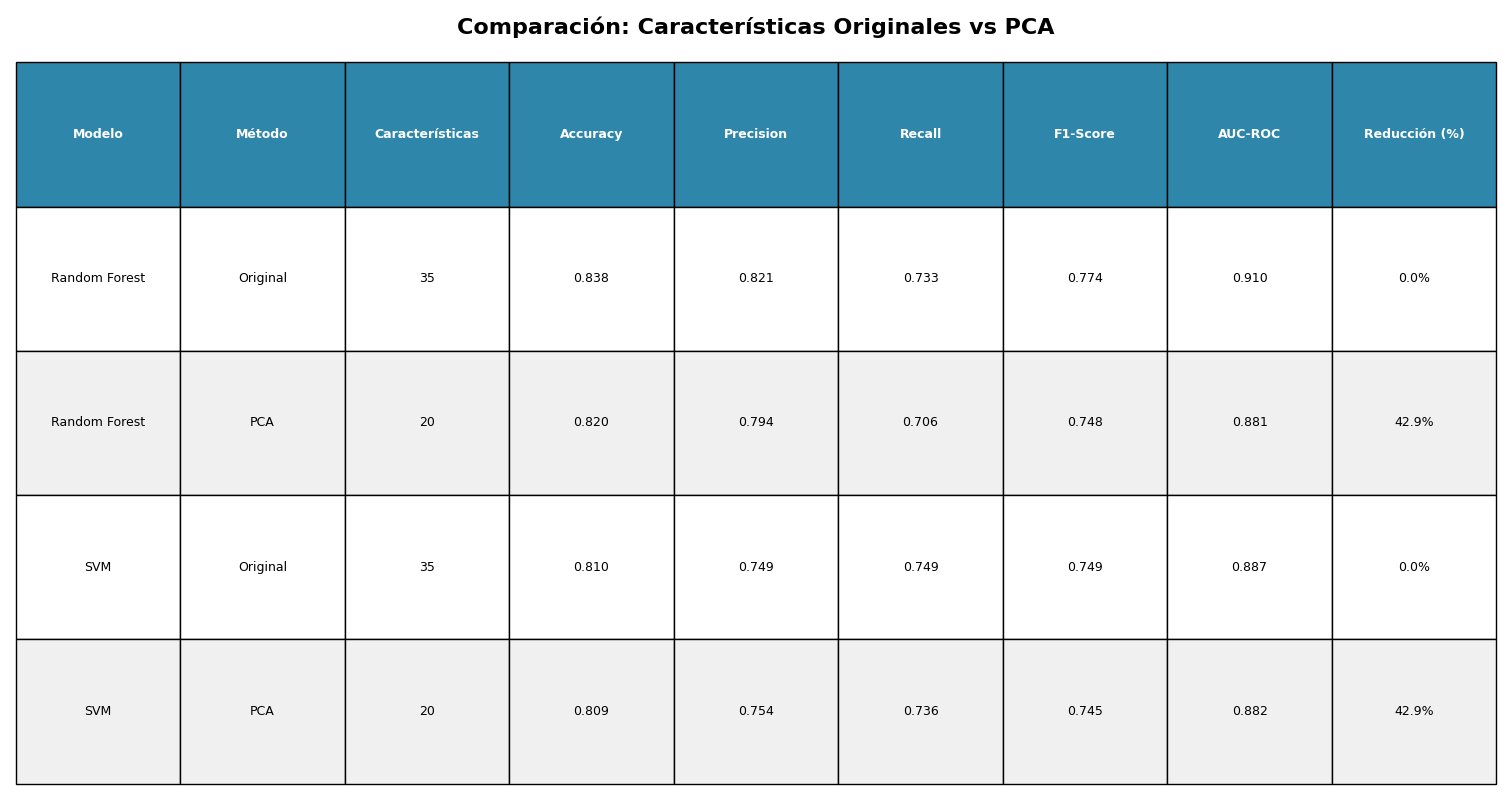 Comparación: Características Originales vs PCA
Modelo Método Características Accuracy Precision Recall F1-Score AUC-ROC Reducción (%)
Random Forest Original 35 0.838 0.821 0.733 0.774 0.910 0.0%
Random Forest PCA 20 0.820 0.794 0.706 0.748 0.881 42.9%
SVM Original 35 0.810 0.749 0.749 0.749 0.887 0.0%
SVM PCA 20 0.809 0.754 0.736 0.745 0.882 42.9%